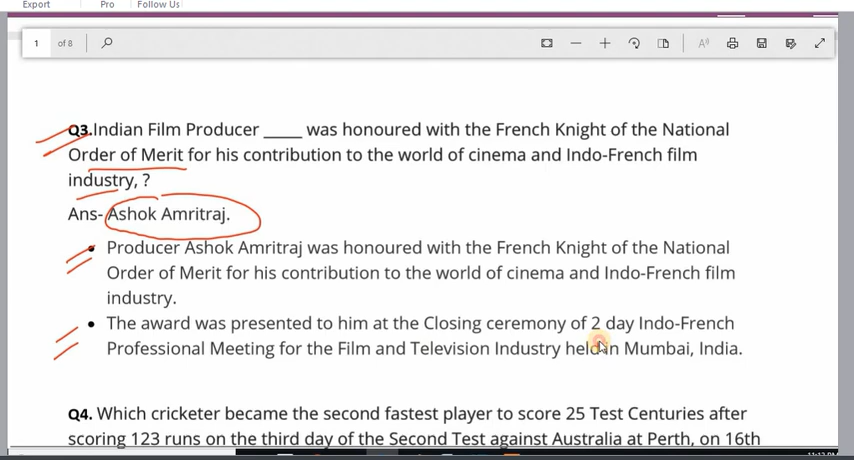 Export Pro Follow Us
1 of 8
Q3.Indian Film Producer _____ was honoured with the French Knight of the National
Order of Merit for his contribution to the world of cinema and Indo-French film
industry, ?
Ans- Ashok Amritraj.
• Producer Ashok Amritraj was honoured with the French Knight of the National
Order of Merit for his contribution to the world of cinema and Indo-French film
industry.
• The award was presented to him at the Closing ceremony of 2 day Indo-French
Professional Meeting for the Film and Television Industry held in Mumbai, India.
Q4. Which cricketer became the second fastest player to score 25 Test Centuries after
scoring 123 runs on the third day of the Second Test against Australia at Perth, on 16th